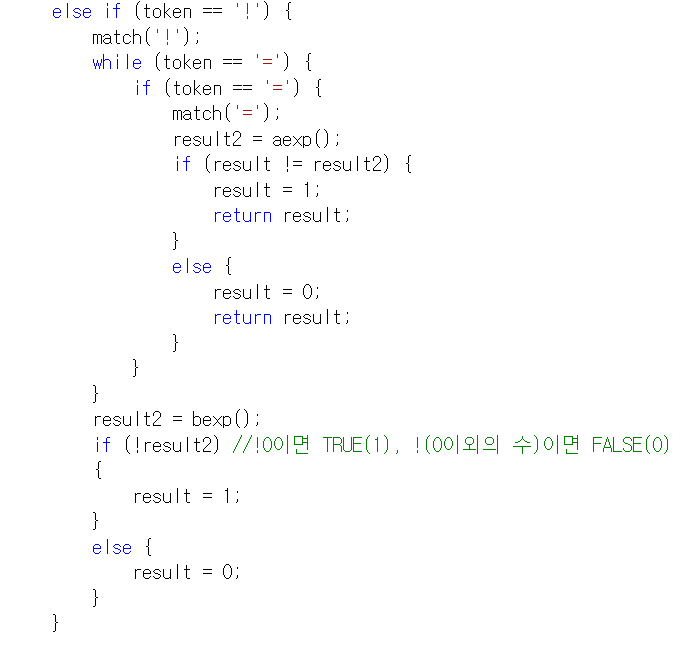 else if (token == '!') {
match('!');
while (token == '=') {
if (token == '=') {
match('=');
result2 = aexp();
if (result != result2) {
result = 1;
return result;
}
else {
result = 0;
return result;
}
}
}
result2 = bexp();
if (!result2) //!0이면 TRUE(1), !(0이외의 수)이면 FALSE(0)
{
result = 1;
}
else {
result = 0;
}
}